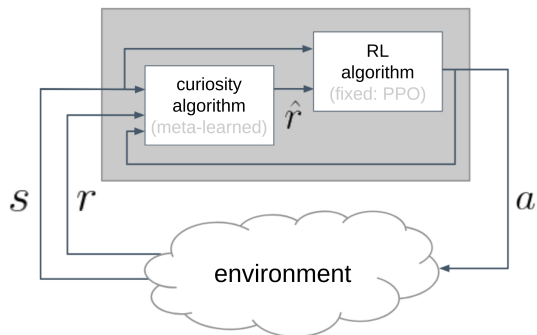 RL
algorithm
(fixed: PPO)
curiosity
algorithm
(meta-learned)
r̂
s
r
a
environment